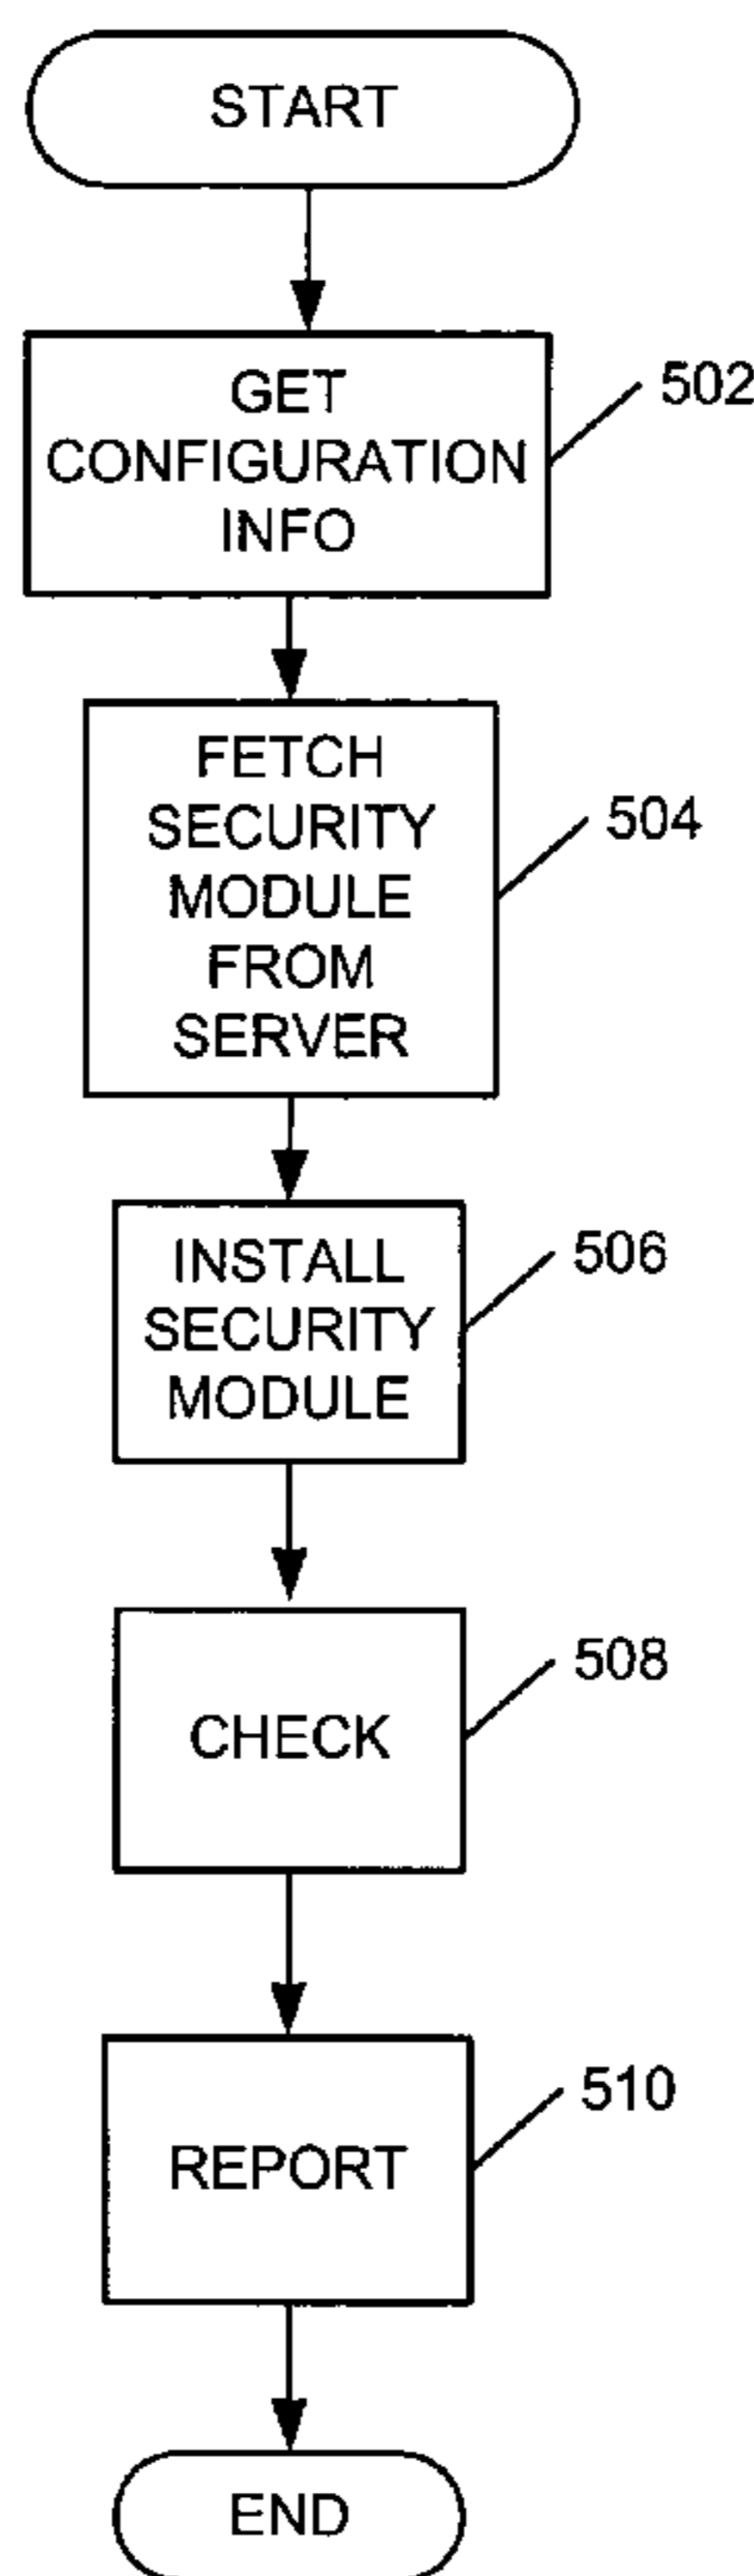 START
GET
CONFIGURATION
INFO
502
FETCH
SECURITY
MODULE
FROM
SERVER
504
INSTALL
SECURITY
MODULE
506
CHECK
508
REPORT
510
END